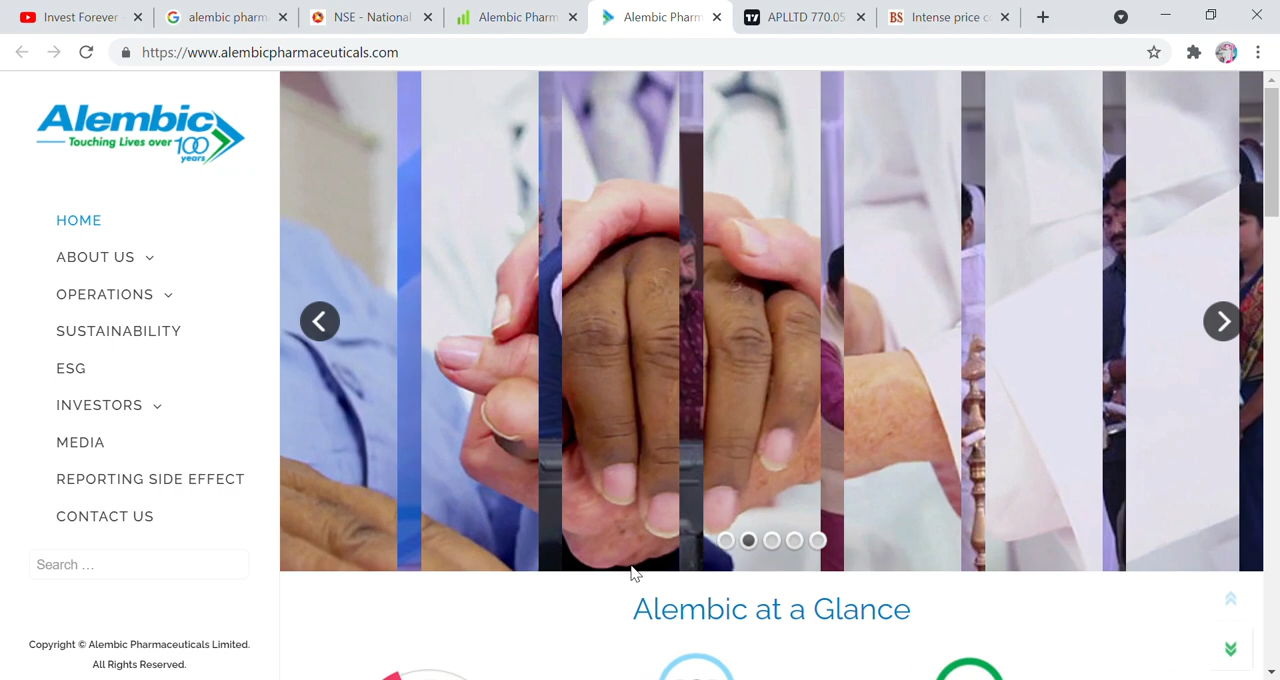 Invest Forever
alembic pharm
NSE - National
Alembic Pharm
Alembic Pharm
APLLTD 770.05
BS Intense price c
https://www.alembicpharmaceuticals.com
Alembic
Touching Lives over 100 years
HOME
ABOUT US
OPERATIONS
SUSTAINABILITY
ESG
INVESTORS
MEDIA
REPORTING SIDE EFFECT
CONTACT US
Search ...
Copyright © Alembic Pharmaceuticals Limited.
All Rights Reserved.
Alembic at a Glance